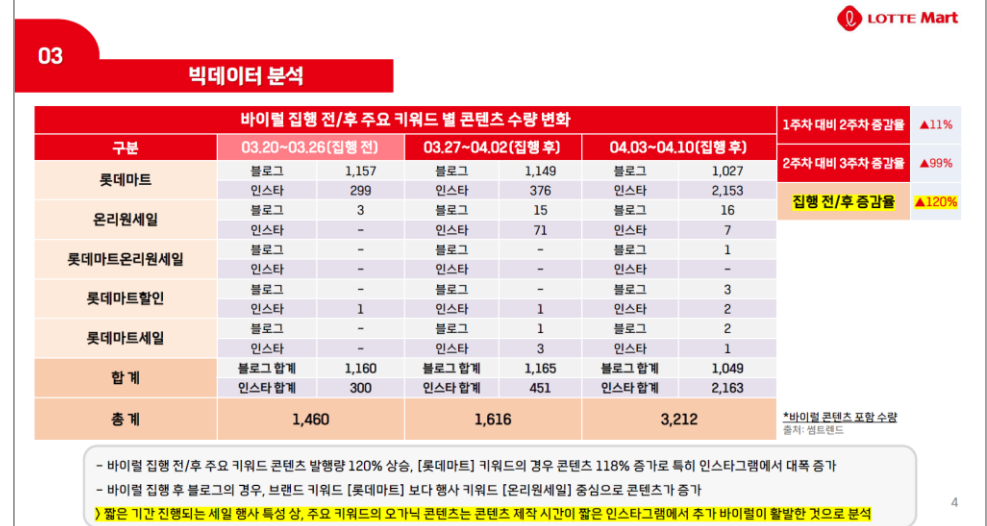 LOTTE Mart
03
빅데이터 분석
바이럴 집행 전/후 주요 키워드 별 콘텐츠 수량 변화
1주차 대비 2주차 증감율 ▲11%
구분 03.20~03.26(집행 전) 03.27~04.02(집행 후) 04.03~04.10(집행 후)
2주차 대비 3주차 증감율 ▲99%
롯데마트 블로그 1,157 블로그 1,149 블로그 1,027
인스타 299 인스타 376 인스타 2,153
집행 전/후 증감율 ▲120%
온리원세일 블로그 3 블로그 15 블로그 16
인스타 - 인스타 71 인스타 7
롯데마트온리원세일 블로그 - 블로그 - 블로그 1
인스타 - 인스타 - 인스타 -
롯데마트할인 블로그 - 블로그 - 블로그 3
인스타 1 인스타 1 인스타 2
롯데마트세일 블로그 - 블로그 1 블로그 2
인스타 - 인스타 3 인스타 1
합 계 블로그 합계 1,160 블로그 합계 1,165 블로그 합계 1,049
인스타 합계 300 인스타 합계 451 인스타 합계 2,163
총 계 1,460 1,616 3,212
*바이럴 콘텐츠 포함 수량
출처: 썸트렌드
- 바이럴 집행 전/후 주요 키워드 콘텐츠 발행량 120% 상승, [롯데마트] 키워드의 경우 콘텐츠 118% 증가로 특히 인스타그램에서 대폭 증가
- 바이럴 집행 후 블로그의 경우, 브랜드 키워드 [롯데마트] 보다 행사 키워드 [온리원세일] 중심으로 콘텐츠가 증가
> 짧은 기간 진행되는 세일 행사 특성 상, 주요 키워드의 오가닉 콘텐츠는 콘텐츠 제작 시간이 짧은 인스타그램에서 추가 바이럴이 활발한 것으로 분석
4